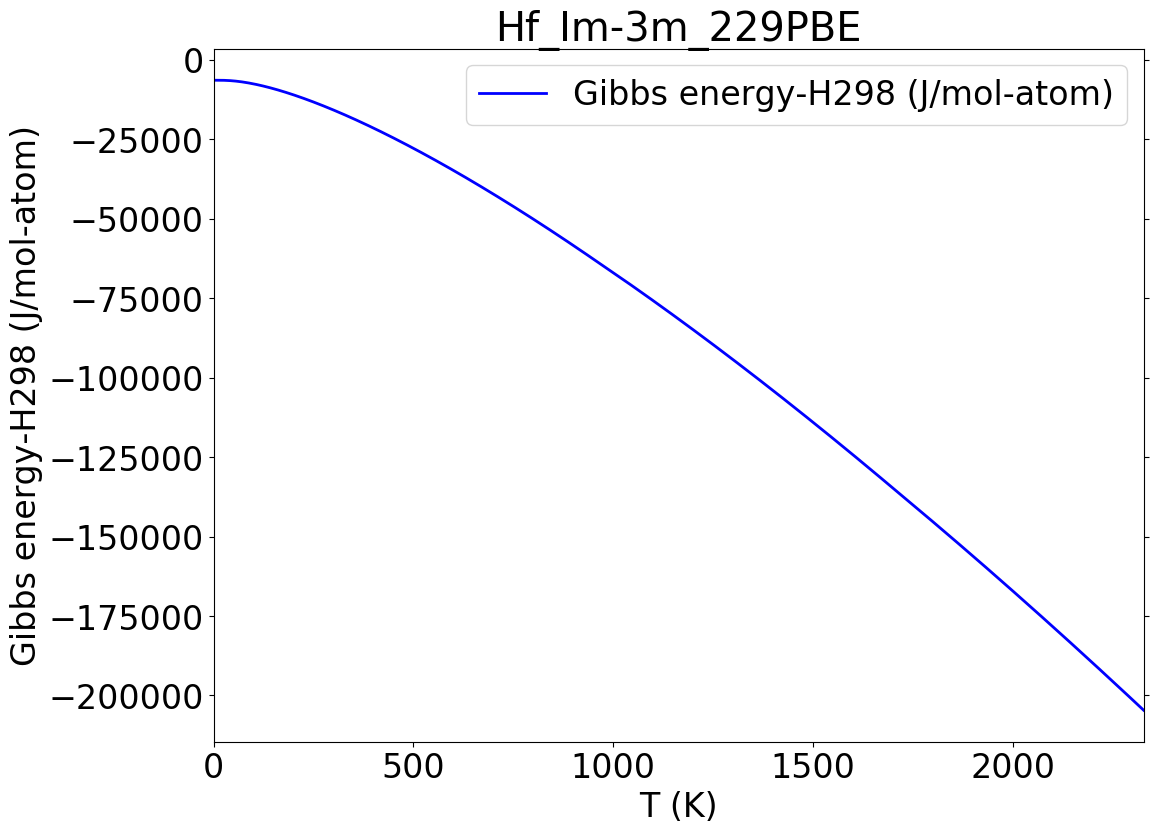 Hf_Im-3m_229PBE
Gibbs energy-H298 (J/mol-atom)
Gibbs energy-H298 (J/mol-atom)
0
−25000
−50000
−75000
−100000
−125000
−150000
−175000
−200000
0 500 1000 1500 2000
T (K)